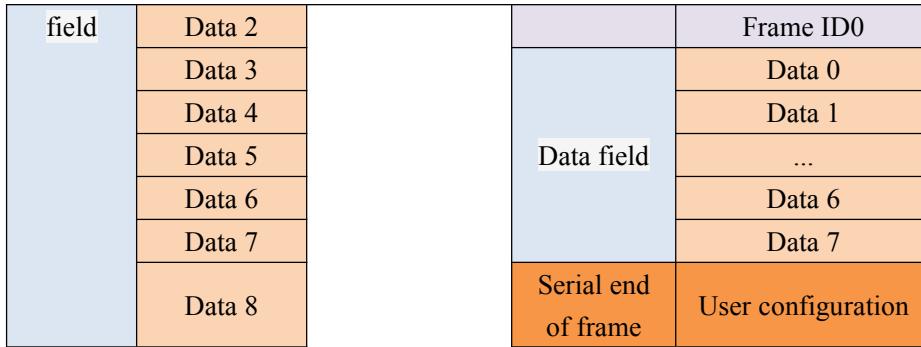 field
Data 2
Data 3
Data 4
Data 5
Data 6
Data 7
Data 8
Frame ID0
Data field
Data 0
Data 1
...
Data 6
Data 7
Serial end
of frame
User configuration